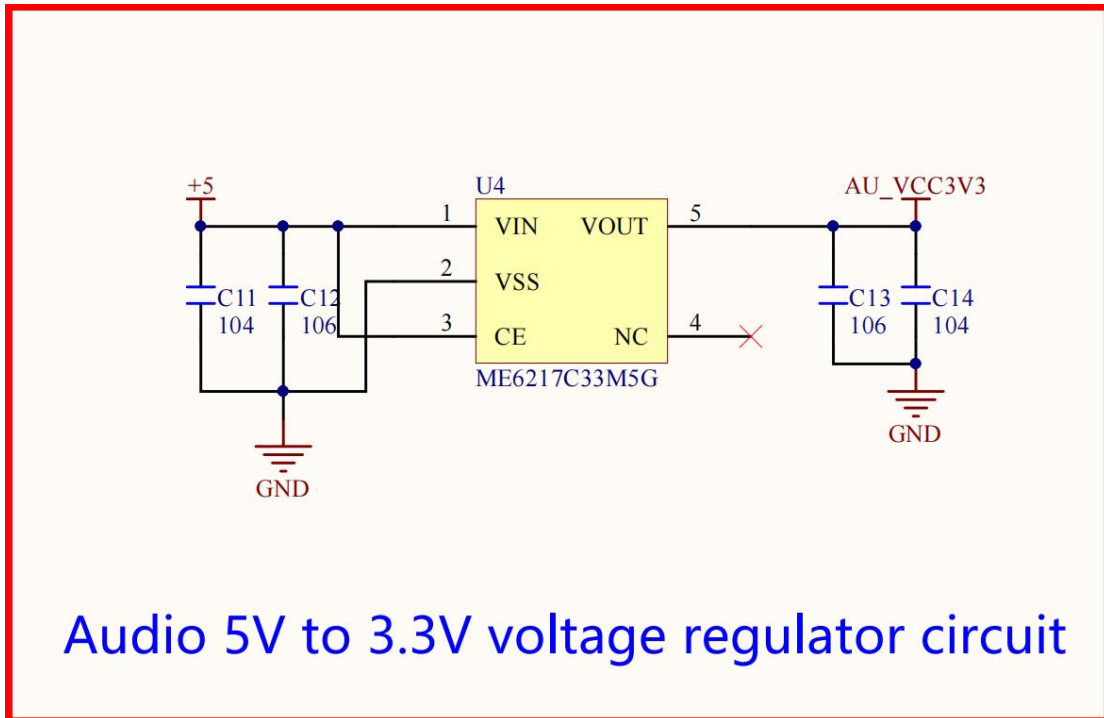 +5
U4
AU_VCC3V3
1
VIN
VOUT
5
2
VSS
C11
104
C12
106
3
CE
NC
4
C13
106
C14
104
ME6217C33M5G
GND
GND
Audio 5V to 3.3V voltage regulator circuit